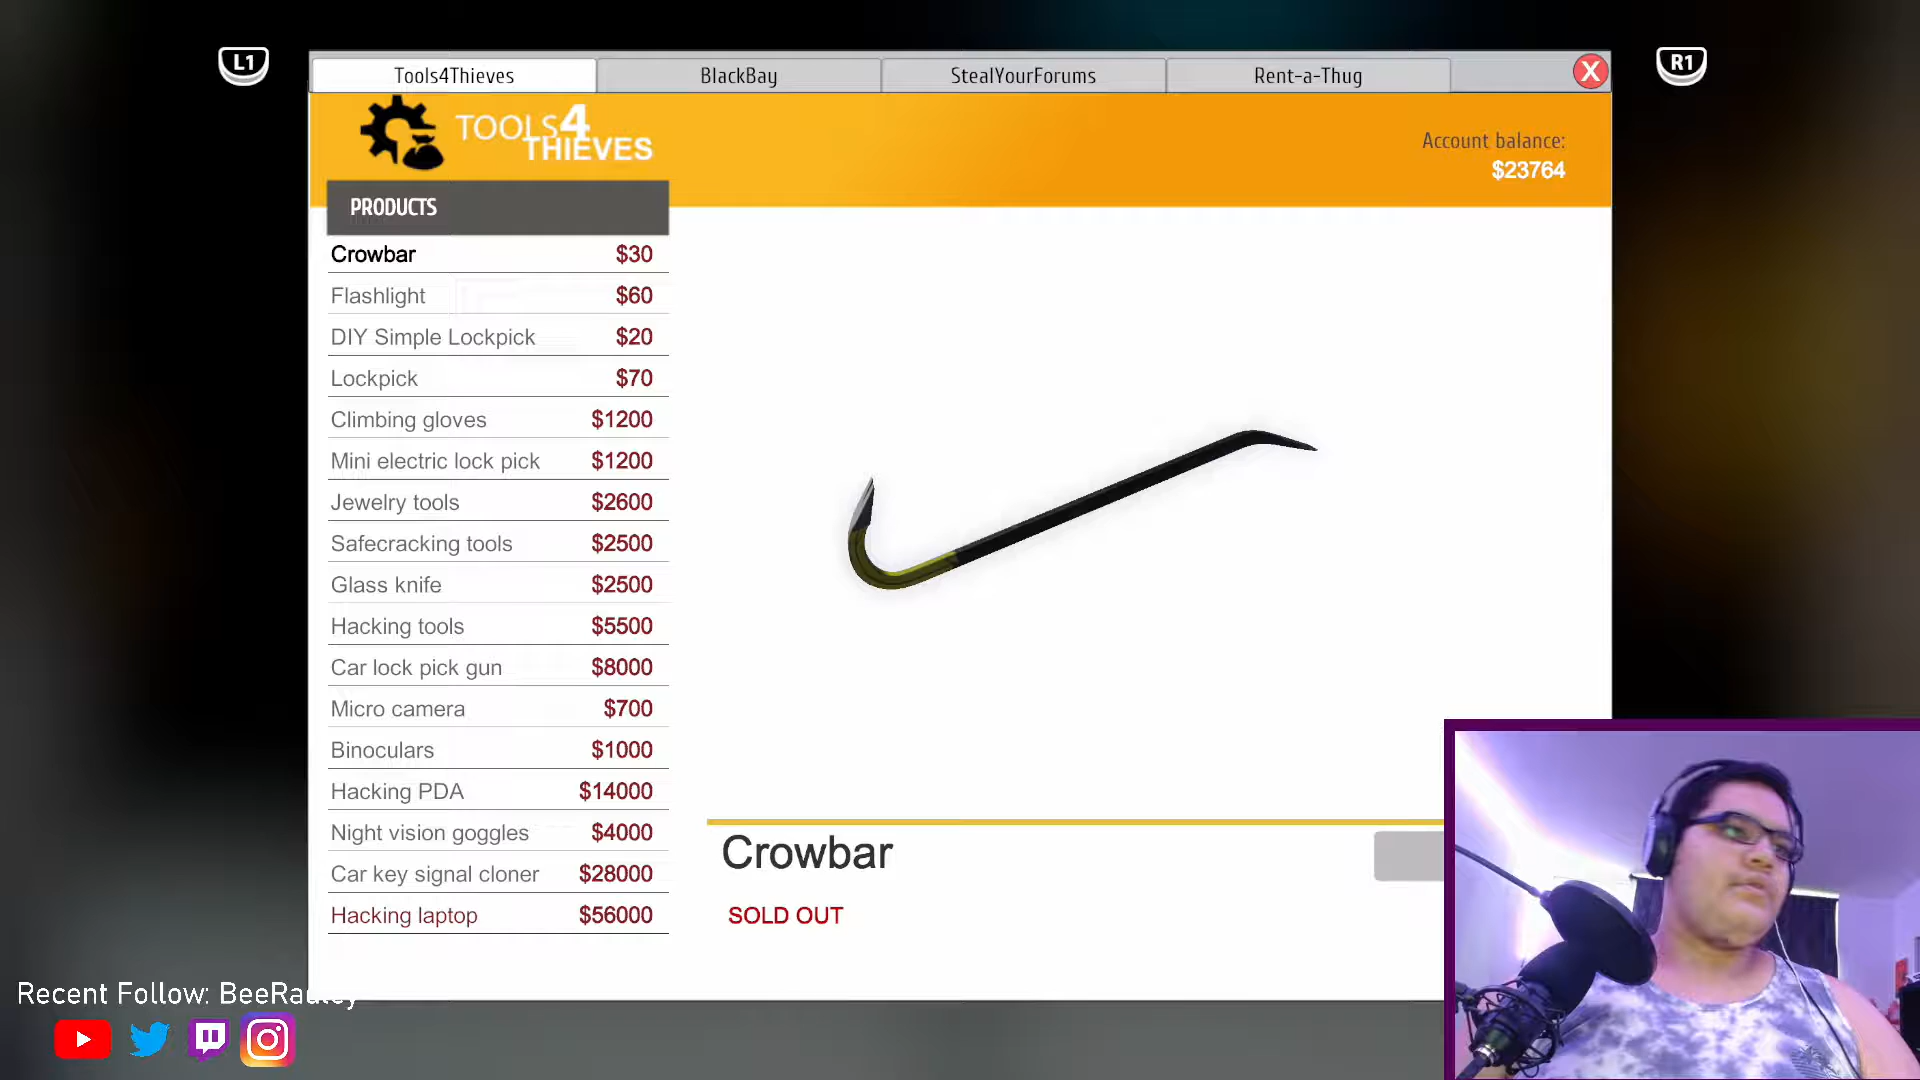 L1
Tools4Thieves
BlackBay
StealYourForums
Rent-a-Thug
X
R1
TOOLS4
THIEVES
Account balance:
$23764
PRODUCTS
Crowbar $30
Flashlight $60
DIY Simple Lockpick $20
Lockpick $70
Climbing gloves $1200
Mini electric lock pick $1200
Jewelry tools $2600
Safecracking tools $2500
Glass knife $2500
Hacking tools $5500
Car lock pick gun $8000
Micro camera $700
Binoculars $1000
Hacking PDA $14000
Night vision goggles $4000
Car key signal cloner $28000
Hacking laptop $56000
Crowbar
SOLD OUT
Recent Follow: